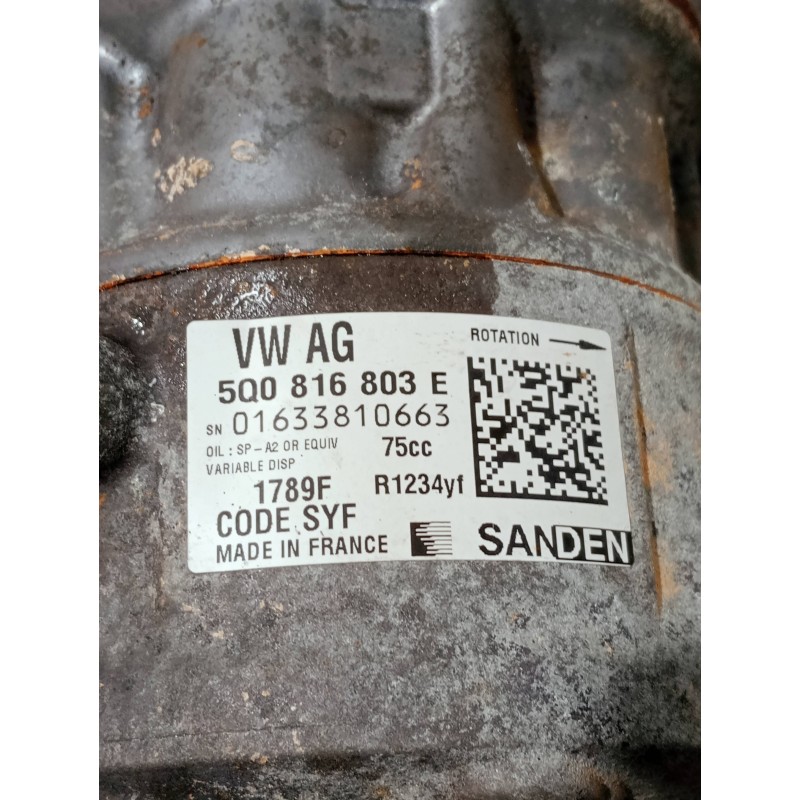 VW AG
ROTATION
5Q0 816 803 E
SN 01633810663
OIL : SP-A2 OR EQUIV 75cc
VARIABLE DISP
1789F R1234yf
CODE SYF
MADE IN FRANCE SANDEN